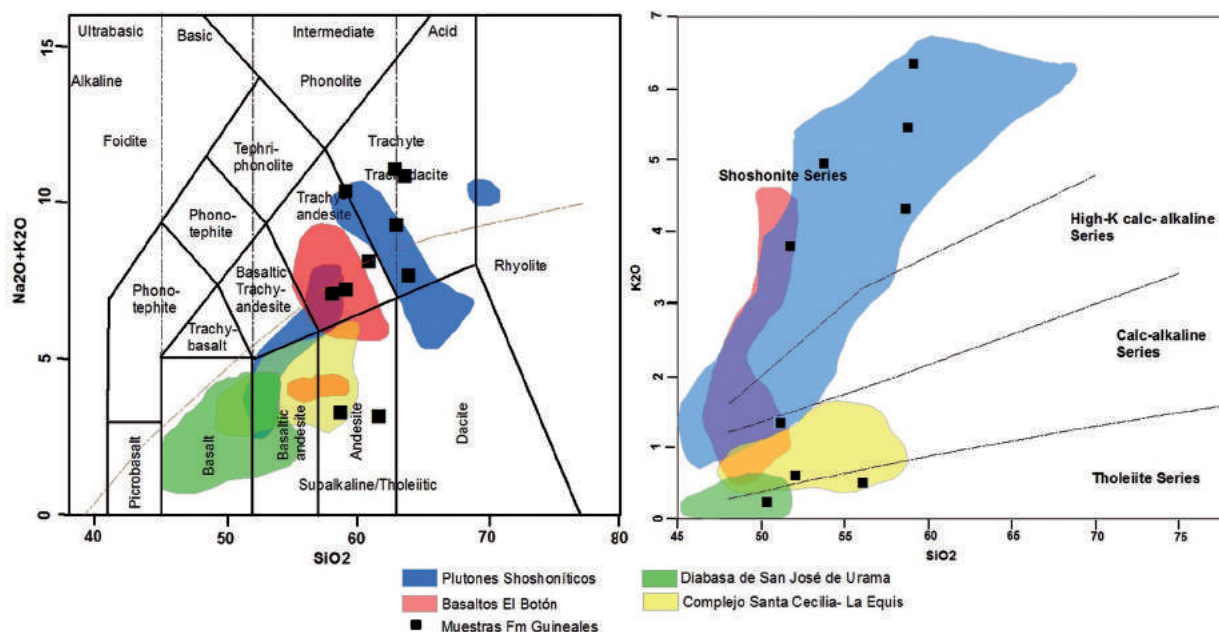 Ultrabasic
Basic
Intermediate
Acid
Alkaline
Phonolite
Foidite
Tephri-
phonolite
Trachyte
Trachydacite
Trachy-
andesite
Phono-
tephite
Basaltic
Trachy-
andesite
Phono-
tephite
Trachy-
basalt
Rhyolite
Picrobasalt
Basalt
Basaltic
andesite
Andesite
Dacite
Subalkaline/Tholeiitic
Na2O+K2O
0
5
10
15
40
50
60
70
80
SiO2
7
6
5
4
3
2
1
0
K2O
Shoshonite Series
High-K calc- alkaline
Series
Calc-alkaline
Series
Tholeiite Series
45
50
55
60
65
70
75
SiO2
Plutones Shoshoníticos
Diabasa de San José de Urama
Basaltos El Botón
Complejo Santa Cecilia- La Equis
Muestras Fm Guineales